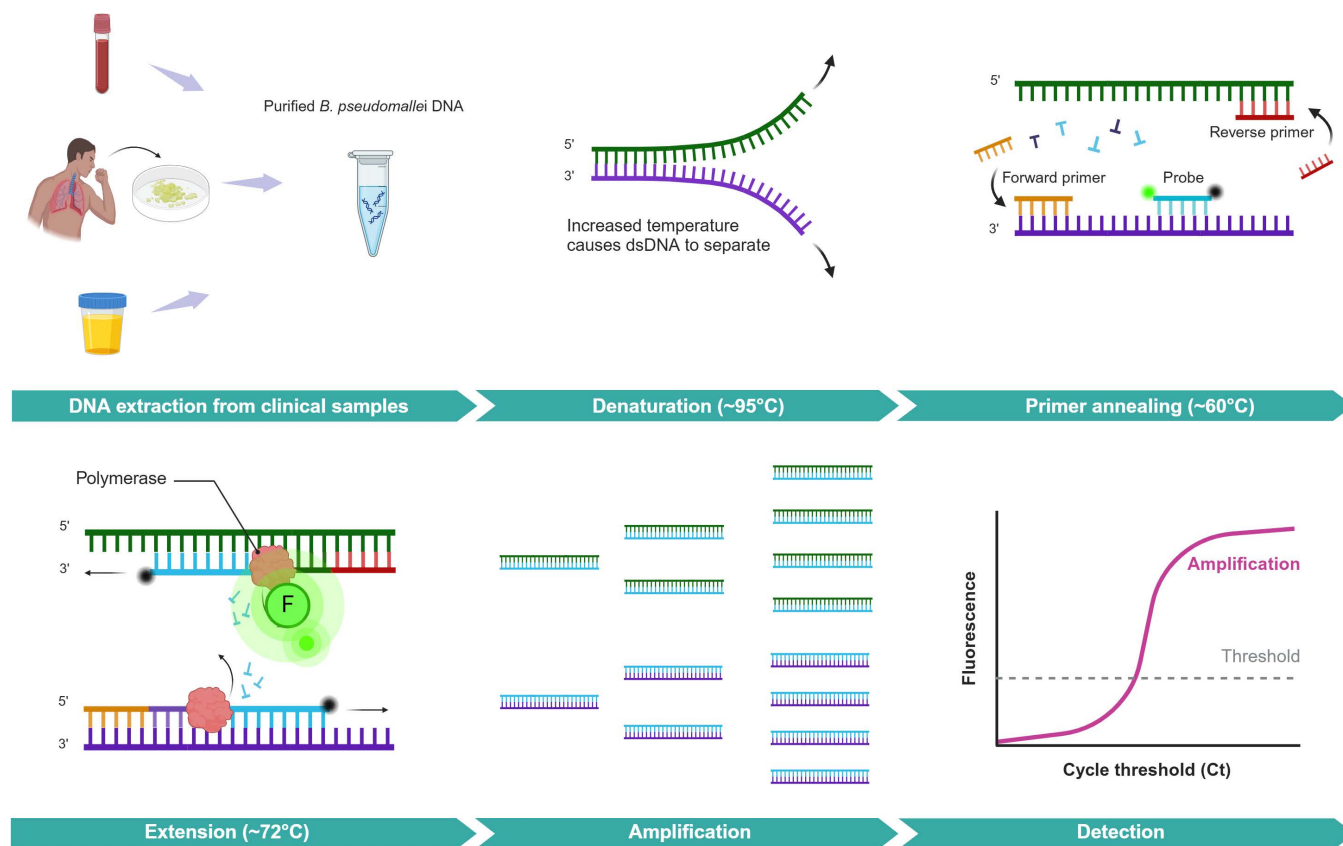 Purified B. pseudomallei DNA
5'
3'
Increased temperature
causes dsDNA to separate
5'
Reverse primer
Forward primer
Probe
3'
DNA extraction from clinical samples
Denaturation (~95°C)
Primer annealing (~60°C)
Polymerase
5'
3'
F
5'
3'
Fluorescence
Amplification
Threshold
Cycle threshold (Ct)
Extension (~72°C)
Amplification
Detection